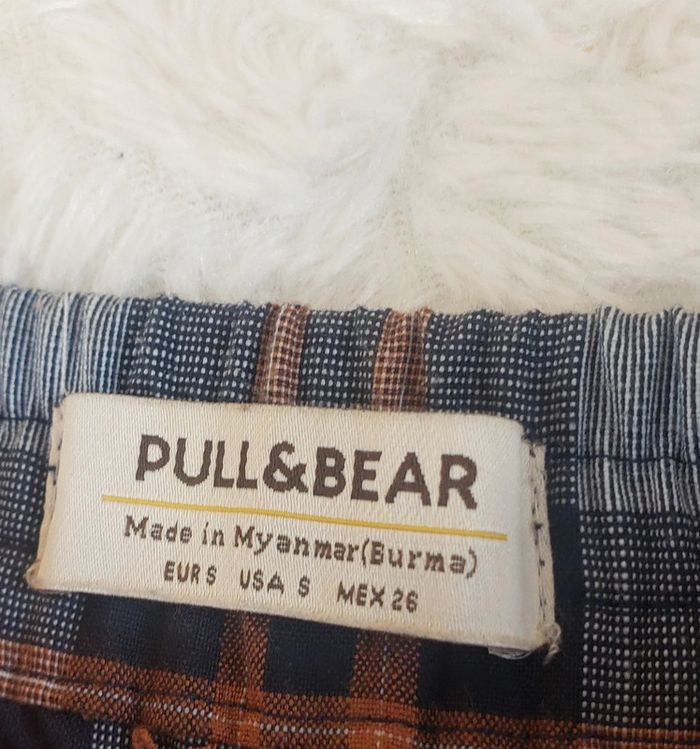 PULL&BEAR
Made in Myanmar(Burma)
EUR S USA S MEX 26